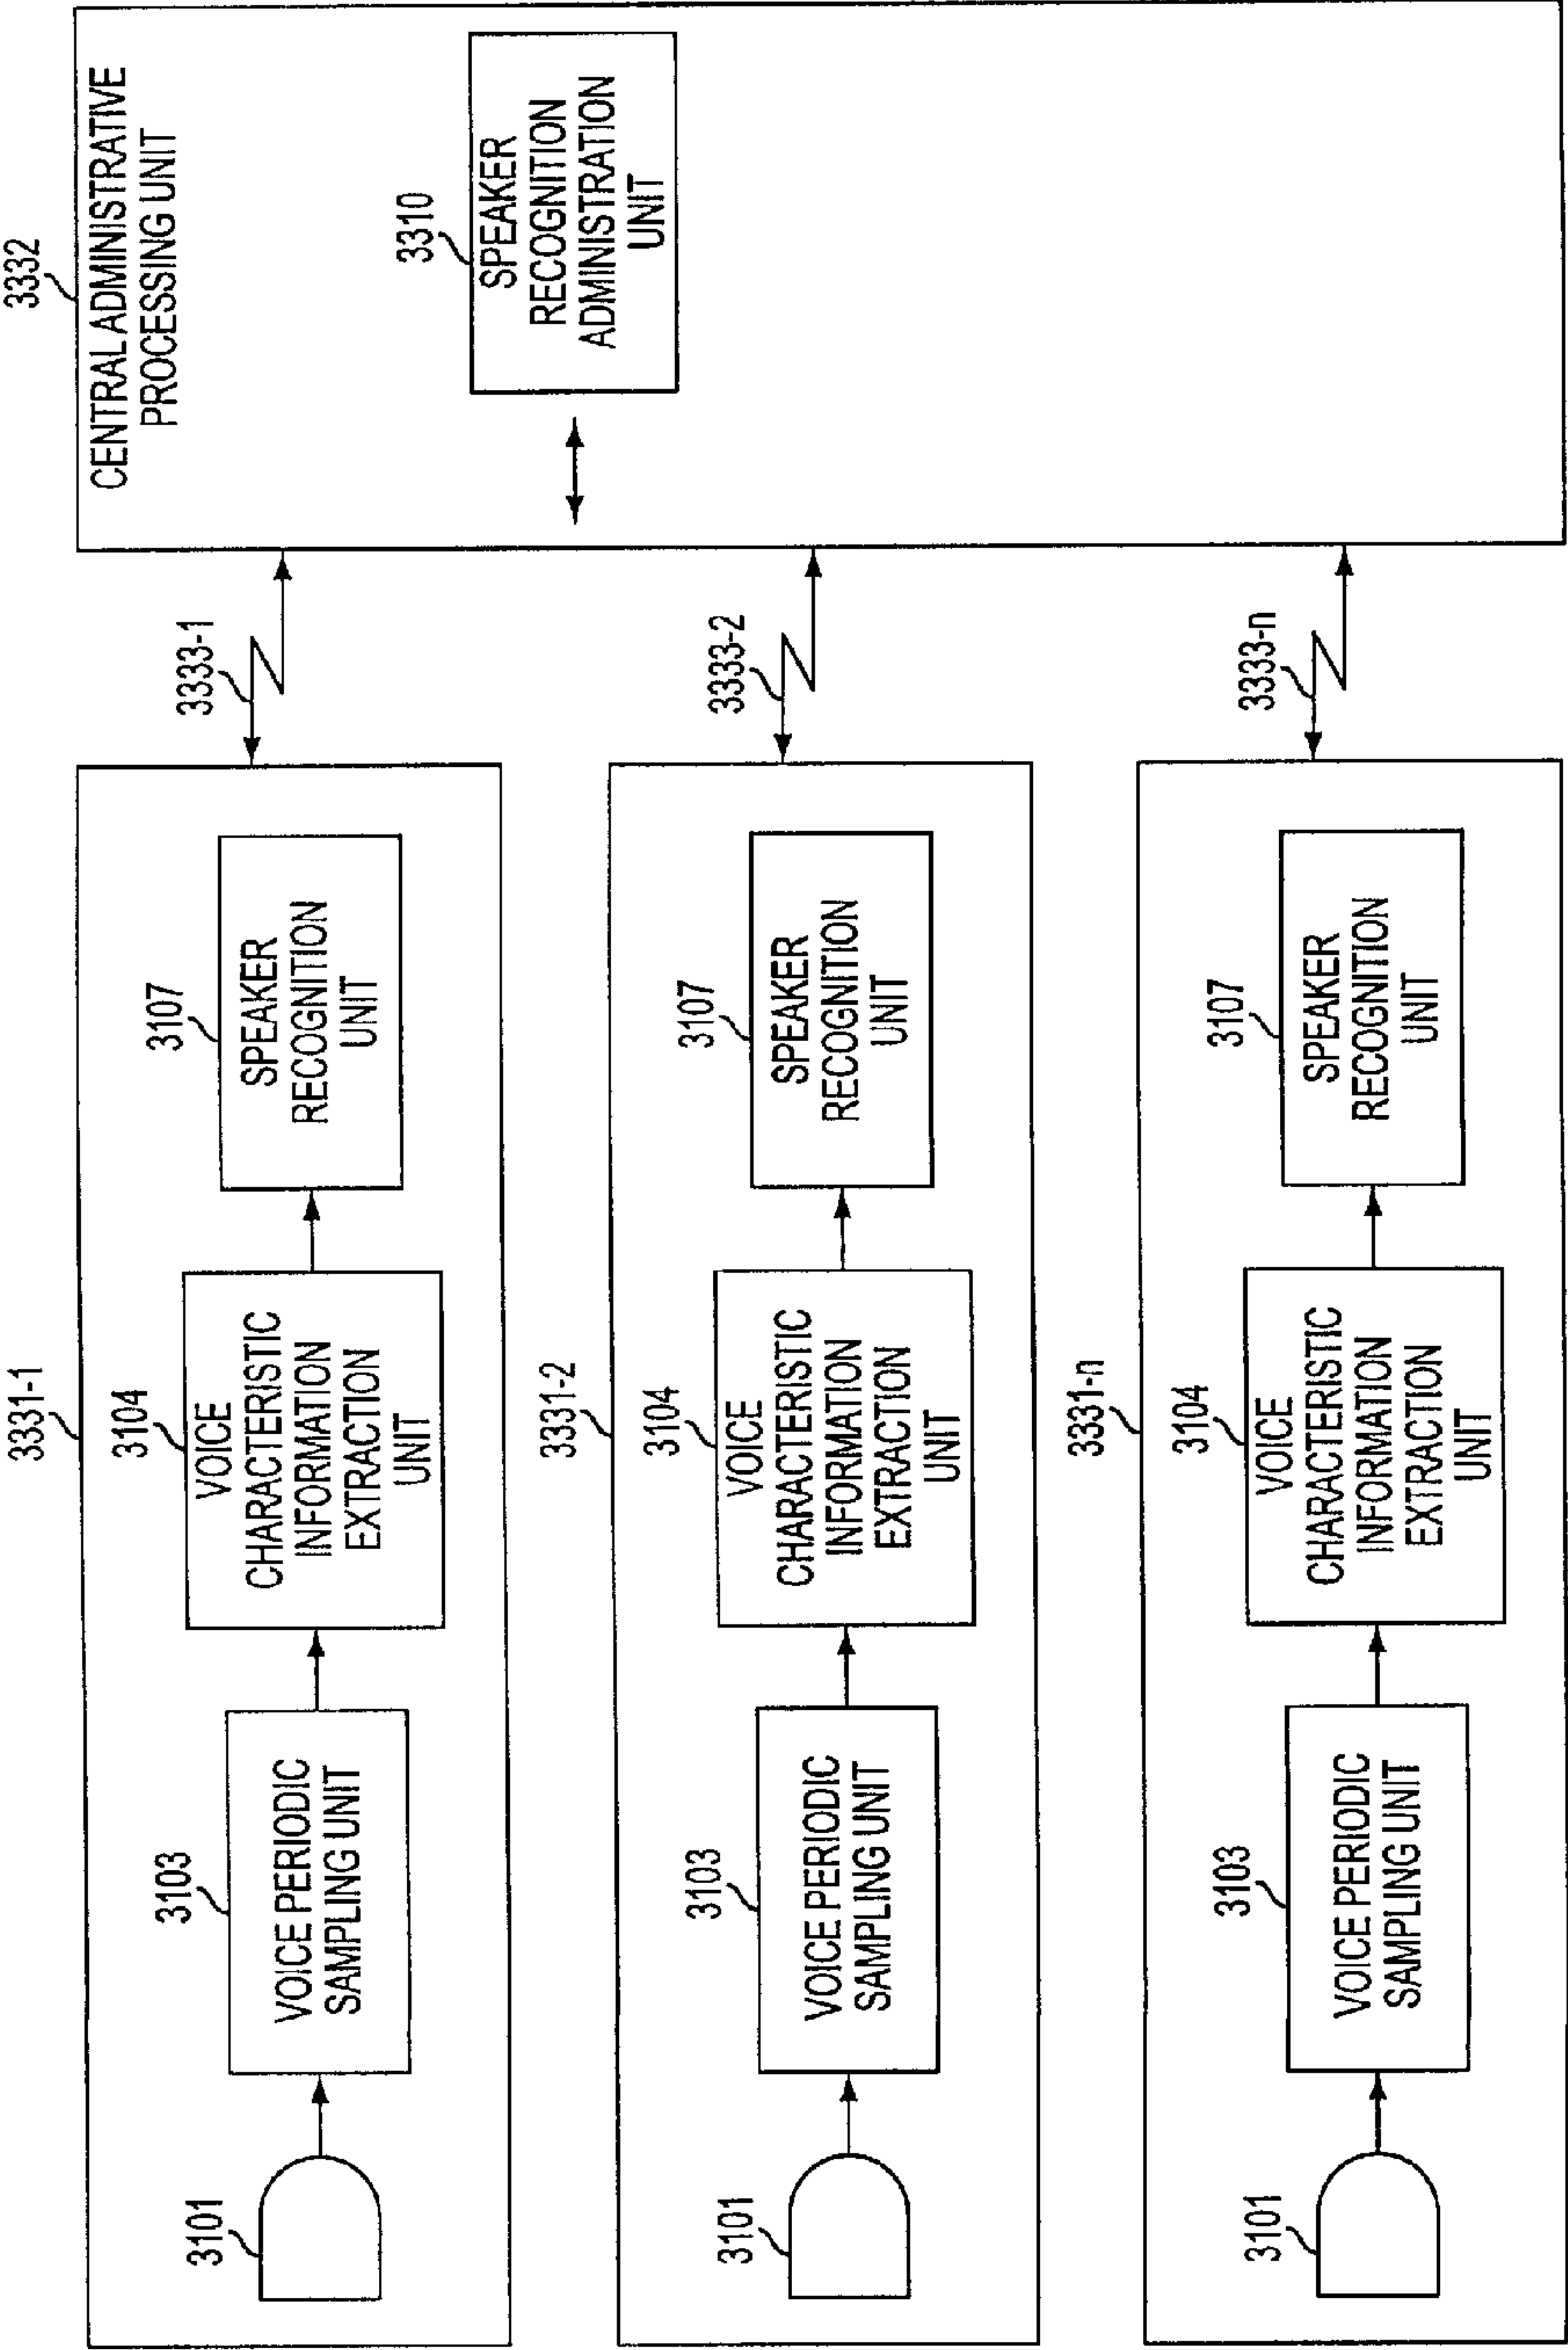 3331-1
3101
3103
VOICE PERIODIC
SAMPLING UNIT
3104
VOICE
CHARACTERISTIC
INFORMATION
EXTRACTION
UNIT
3107
SPEAKER
RECOGNITION
UNIT
3333-1
3332
CENTRAL ADMINISTRATIVE
PROCESSING UNIT
3310
SPEAKER
RECOGNITION
ADMINISTRATION
UNIT
3331-2
3101
3103
VOICE PERIODIC
SAMPLING UNIT
3104
VOICE
CHARACTERISTIC
INFORMATION
EXTRACTION
UNIT
3107
SPEAKER
RECOGNITION
UNIT
3333-2
3331-n
3101
3103
VOICE PERIODIC
SAMPLING UNIT
3104
VOICE
CHARACTERISTIC
INFORMATION
EXTRACTION
UNIT
3107
SPEAKER
RECOGNITION
UNIT
3333-n